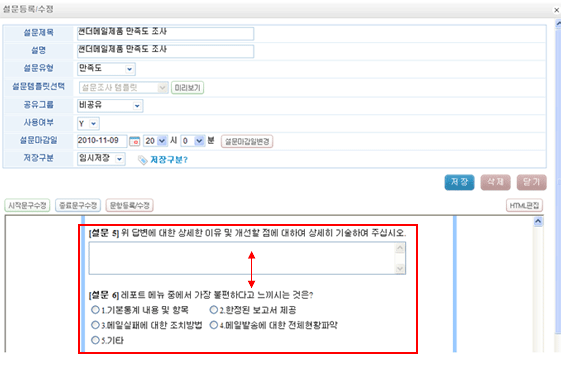 설문등록/수정
설문제목 썬더메일제품 만족도 조사
설명 썬더메일제품 만족도 조사
설문유형 만족도
설문템플릿선택 설문조사 템플릿 미리보기
공유그룹 비공유
사용여부 Y
설문마감일 2010-11-09 20 시 0 분 설문마감일변경
저장구분 임시저장 저장구분?
저장 삭제 닫기
시작문구수정 종료문구수정 문항등록/수정 HTML편집
[설문 5] 위 답변에 대한 상세한 이유 및 개선할 점에 대하여 상세히 기술하여 주십시오.
[설문 6] 레포트 메뉴 중에서 가장 불편하다고 느끼시는 것은?
1.기본통계 내용 및 항목 2.한정된 보고서 제공
3.메일실패에 대한 조치방법 4.메일발송에 대한 전체현황파악
5.기타